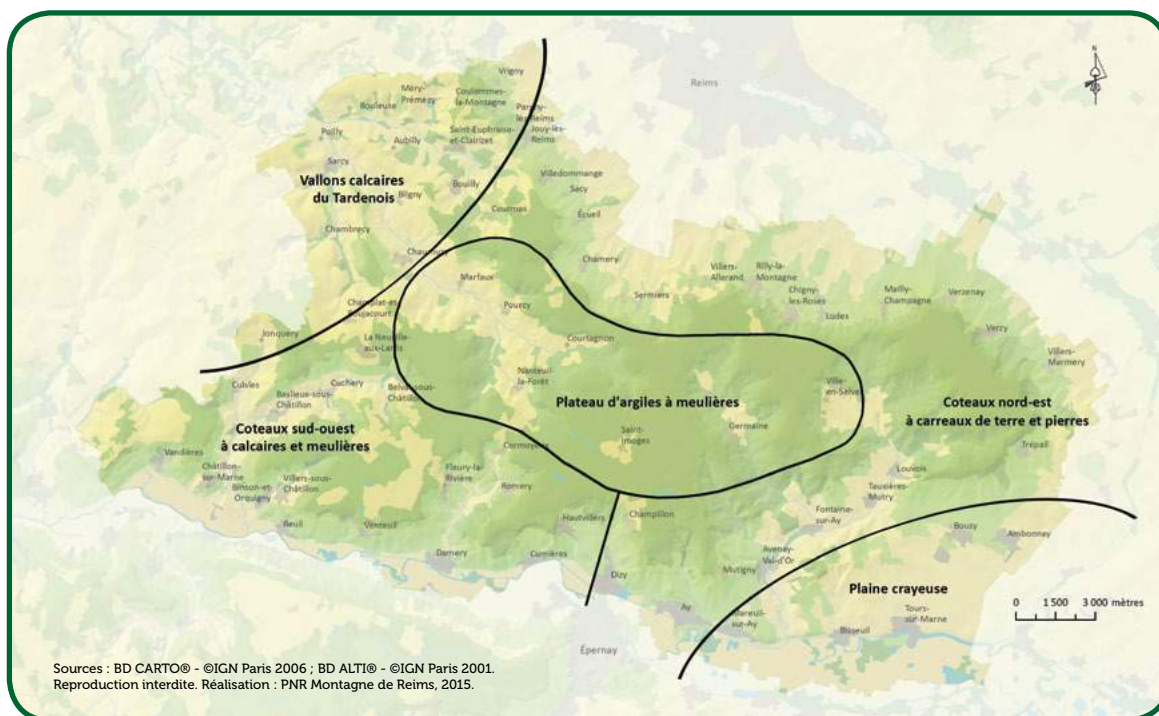 N
Reims
Vrigny
Méry-
Prémecy
Coulommes-
la-Montagne
Bouleuse
Pargny-
lès-Reims
Poilly
Aubilly
Saint-Euphraise-
et-Clairizet
Jouy-lès-
Reims
Sarcy
Vallons calcaires
du Tardenois
Bligny
Bouilly
Villedommange
Sacy
Courmas
Écueil
Chambrecy
Chaumuzy
Chamery
Marfaux
Villers-
Allerand
Rilly-la-
Montagne
Sermiers
Chigny-
les-Roses
Mailly-
Champagne
Verzenay
Champlat-et-
Boujacourt
Pourcy
Ludes
Verzy
Jonquery
La Neuville-
aux-Larris
Courtagnon
Villers-
Marmery
Cuisles
Cuchery
Baslieux-sous-
Châtillon
Belval-sous-
Châtillon
Nanteuil-
la-Forêt
Ville-
en-Selve
Plateau d'argiles à meulières
Coteaux nord-est
à carreaux de terre et pierres
Coteaux sud-ouest
à calcaires et meulières
Saint-
Imoges
Germaine
Trépail
Cormoyeux
Vandières
Châtillon-
sur-Marne
Binson-et-
Orquigny
Villers-sous-
Châtillon
Fleury-la-
Rivière
Romery
Louvois
Tauxières-
Mutry
Fontaine-
sur-Ay
Reuil
Venteuil
Hautvillers
Champillon
Bouzy
Ambonnay
Damery
Cumières
Dizy
Avenay-
Val-d'Or
Mutigny
Plaine crayeuse
Ay
Mareuil-
sur-Ay
Tours-
sur-Marne
Bisseuil
Épernay
0 1 500 3 000 mètres
Sources : BD CARTO® - ©IGN Paris 2006 ; BD ALTI® - ©IGN Paris 2001.
Reproduction interdite. Réalisation : PNR Montagne de Reims, 2015.